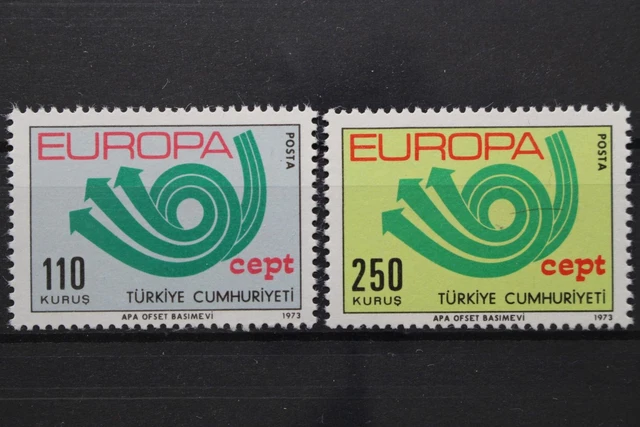 EUROPA
POSTA
cept
110
KURUŞ
TÜRKİYE CUMHURİYETİ
APA OFSET BASIMEVİ 1973
EUROPA
POSTA
cept
250
KURUŞ
TÜRKİYE CUMHURİYETİ
APA OFSET BASIMEVİ 1973